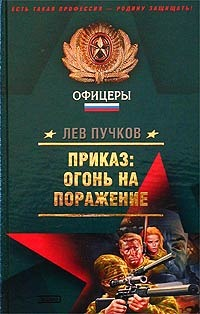 ЕСТЬ ТАКАЯ ПРОФЕССИЯ — РОДИНУ ЗАЩИЩАТЬ!
ОФИЦЕРЫ
ЛЕВ ПУЧКОВ
ПРИКАЗ:
ОГОНЬ НА
ПОРАЖЕНИЕ